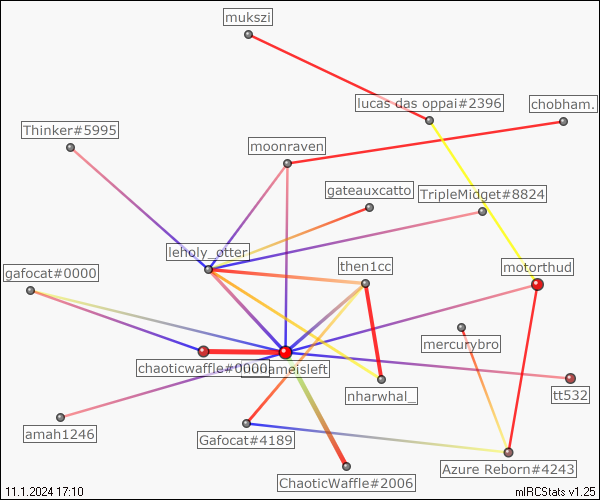 mukszi
lucas das oppai#2396
chobham.
Thinker#5995
moonraven
gateauxcatto
TripleMidget#8824
leholy_otter
then1cc
motorthud
gafocat#0000
mercurybro
chaoticwaffle#0000
nameisleft
nharwhal_
tt532
amah1246
Gafocat#4189
Azure Reborn#4243
ChaoticWaffle#2006
11.1.2024 17:10
mIRCStats v1.25